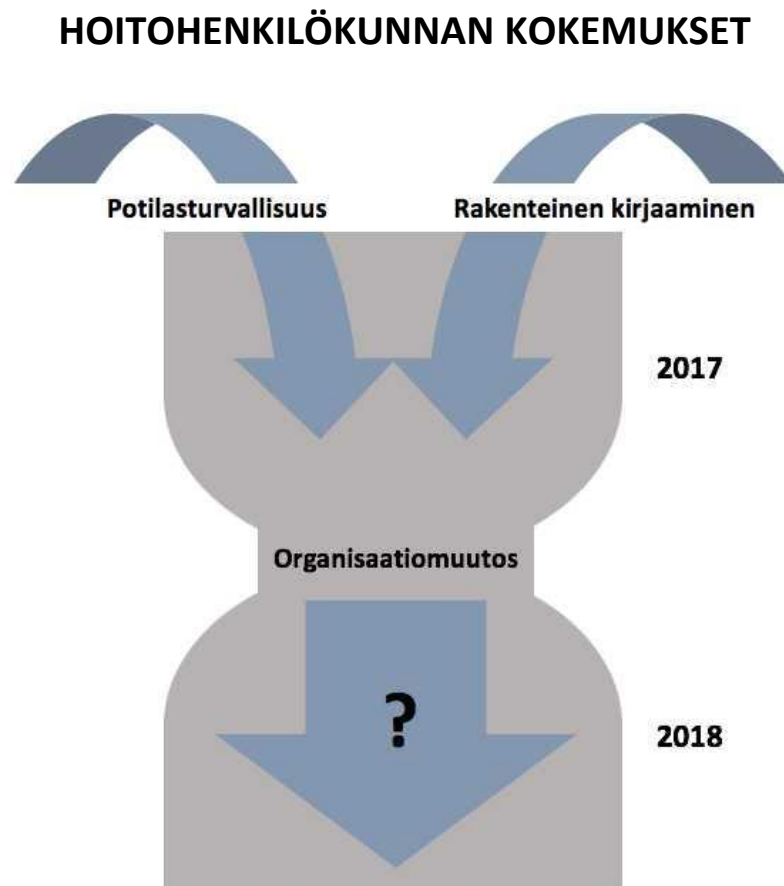 HOITOHENKILÖKUNNAN KOKEMUKSET
Potilasturvallisuus
Rakenteinen kirjaaminen
2017
Organisaatiomuutos
?
2018